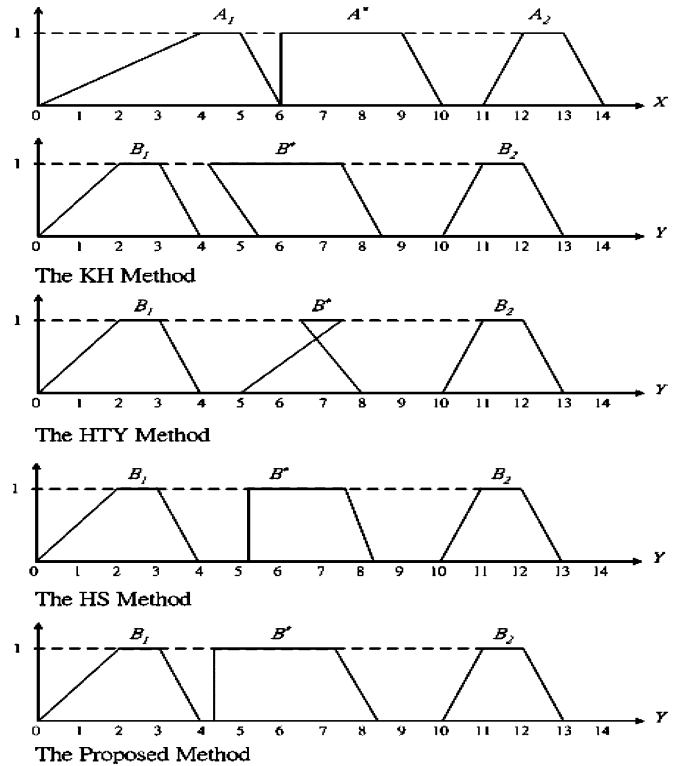 A₁ A* A₂
1
0 1 2 3 4 5 6 7 8 9 10 11 12 13 14 X
B₁ B* B₂
1
0 1 2 3 4 5 6 7 8 9 10 11 12 13 14 Y
The KH Method
B₁ B* B₂
1
0 1 2 3 4 5 6 7 8 9 10 11 12 13 14 Y
The HTY Method
B₁ B* B₂
1
0 1 2 3 4 5 6 7 8 9 10 11 12 13 14 Y
The HS Method
B₁ B* B₂
1
0 1 2 3 4 5 6 7 8 9 10 11 12 13 14 Y
The Proposed Method